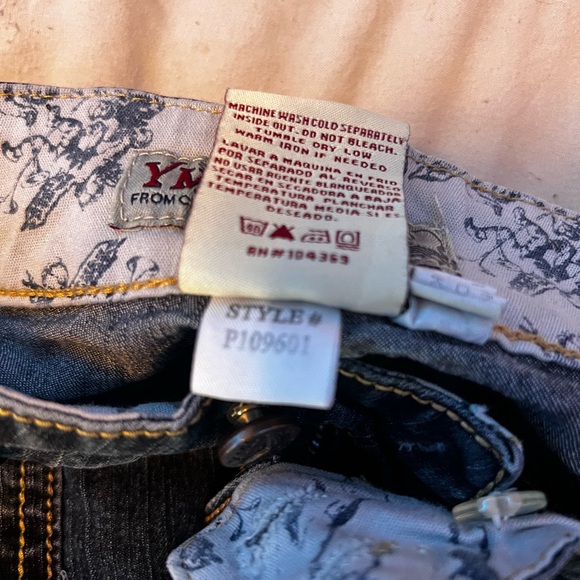 MACHINE WASH COLD SEPARATELY
INSIDE OUT. DO NOT BLEACH.
TUMBLE DRY LOW
WARM IRON IF NEEDED
LAVAR A MAQUINA EN FRIO
POR SEPARADO AL REVERSO
NO USAR BLANQUEADOR
SECAR EN SECADORA A BAJA
TEMPERATURA, PLANCHAR
TEMPERATURA MEDIA SI ES
DESEADO.
RN# 104369
YM
FROM
STYLE #
P109601